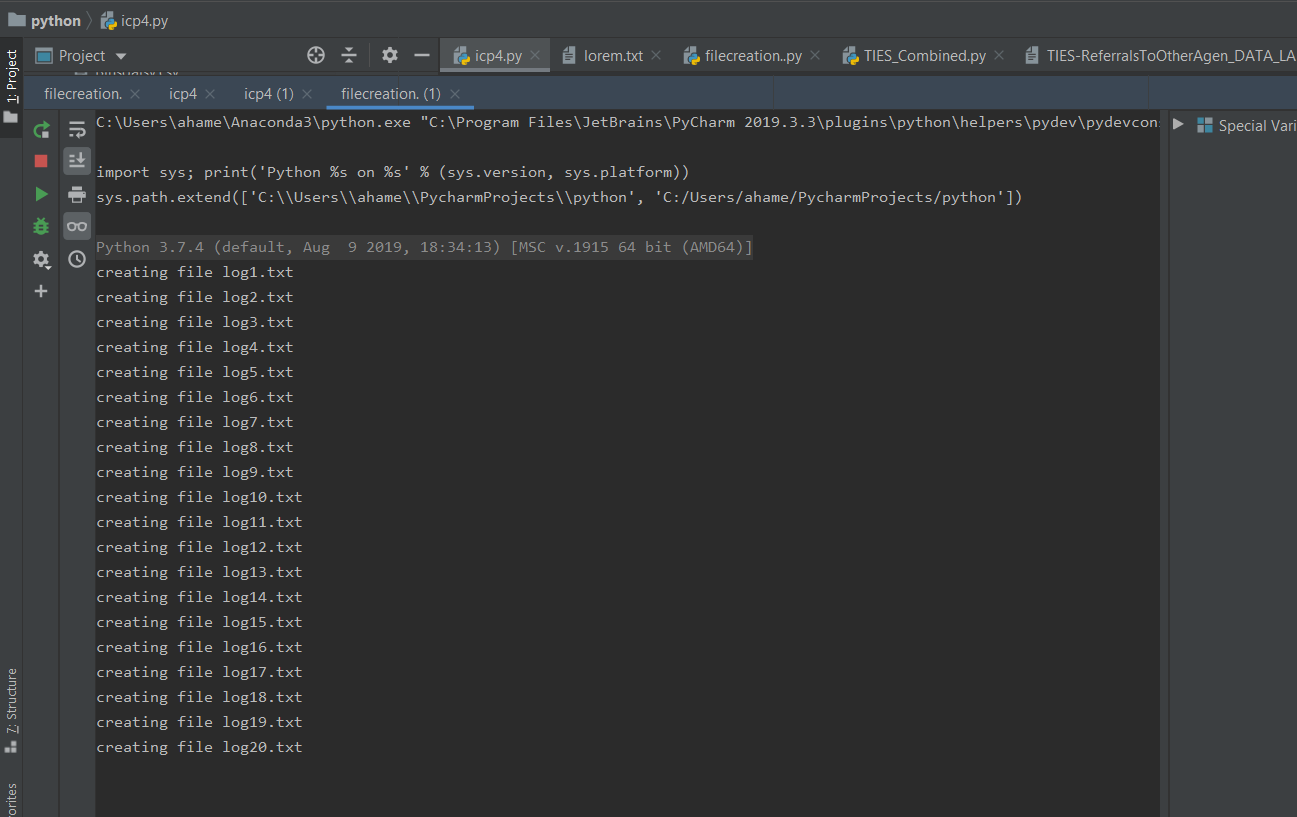 python icp4.py
Project icp4.py lorem.txt filecreation..py TIES_Combined.py TIES-ReferralsToOtherAgen_DATA_LA
1: Project
filecreation. icp4 icp4 (1) filecreation. (1)
C:\Users\ahame\Anaconda3\python.exe "C:\Program Files\JetBrains\PyCharm 2019.3.3\plugins\python\helpers\pydev\pydevcon
Special Vari
import sys; print('Python %s on %s' % (sys.version, sys.platform))
sys.path.extend(['C:\\Users\\ahame\\PycharmProjects\\python', 'C:/Users/ahame/PycharmProjects/python'])
Python 3.7.4 (default, Aug  9 2019, 18:34:13) [MSC v.1915 64 bit (AMD64)]
creating file log1.txt
creating file log2.txt
creating file log3.txt
creating file log4.txt
creating file log5.txt
creating file log6.txt
creating file log7.txt
creating file log8.txt
creating file log9.txt
creating file log10.txt
creating file log11.txt
creating file log12.txt
creating file log13.txt
creating file log14.txt
creating file log15.txt
creating file log16.txt
creating file log17.txt
creating file log18.txt
creating file log19.txt
creating file log20.txt
7: Structure
orites